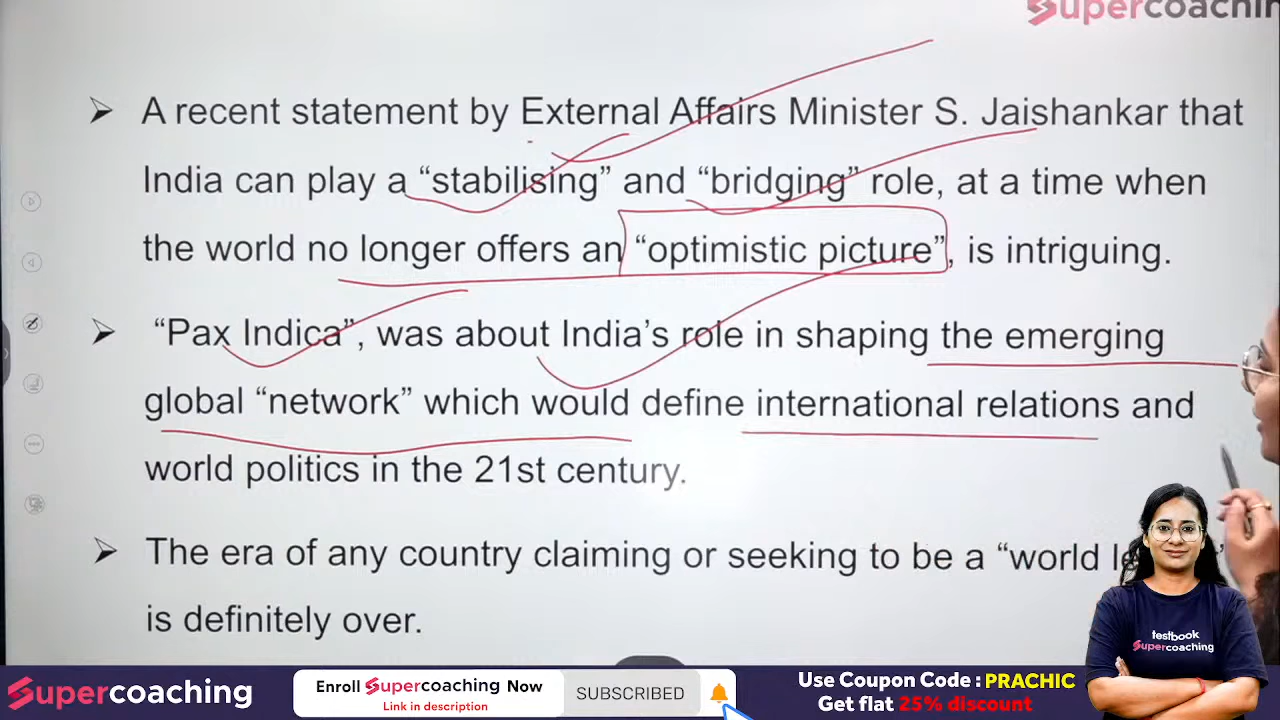 Supercoachin
➢ A recent statement by External Affairs Minister S. Jaishankar that
India can play a “stabilising” and “bridging” role, at a time when
the world no longer offers an “optimistic picture”, is intriguing.
➢ “Pax Indica”, was about India’s role in shaping the emerging
global “network” which would define international relations and
world politics in the 21st century.
➢ The era of any country claiming or seeking to be a “world
is definitely over.
testbook
Supercoaching
Supercoaching
Enroll Supercoaching Now
Link in description
SUBSCRIBED
Use Coupon Code : PRACHIC
Get flat 25% discount